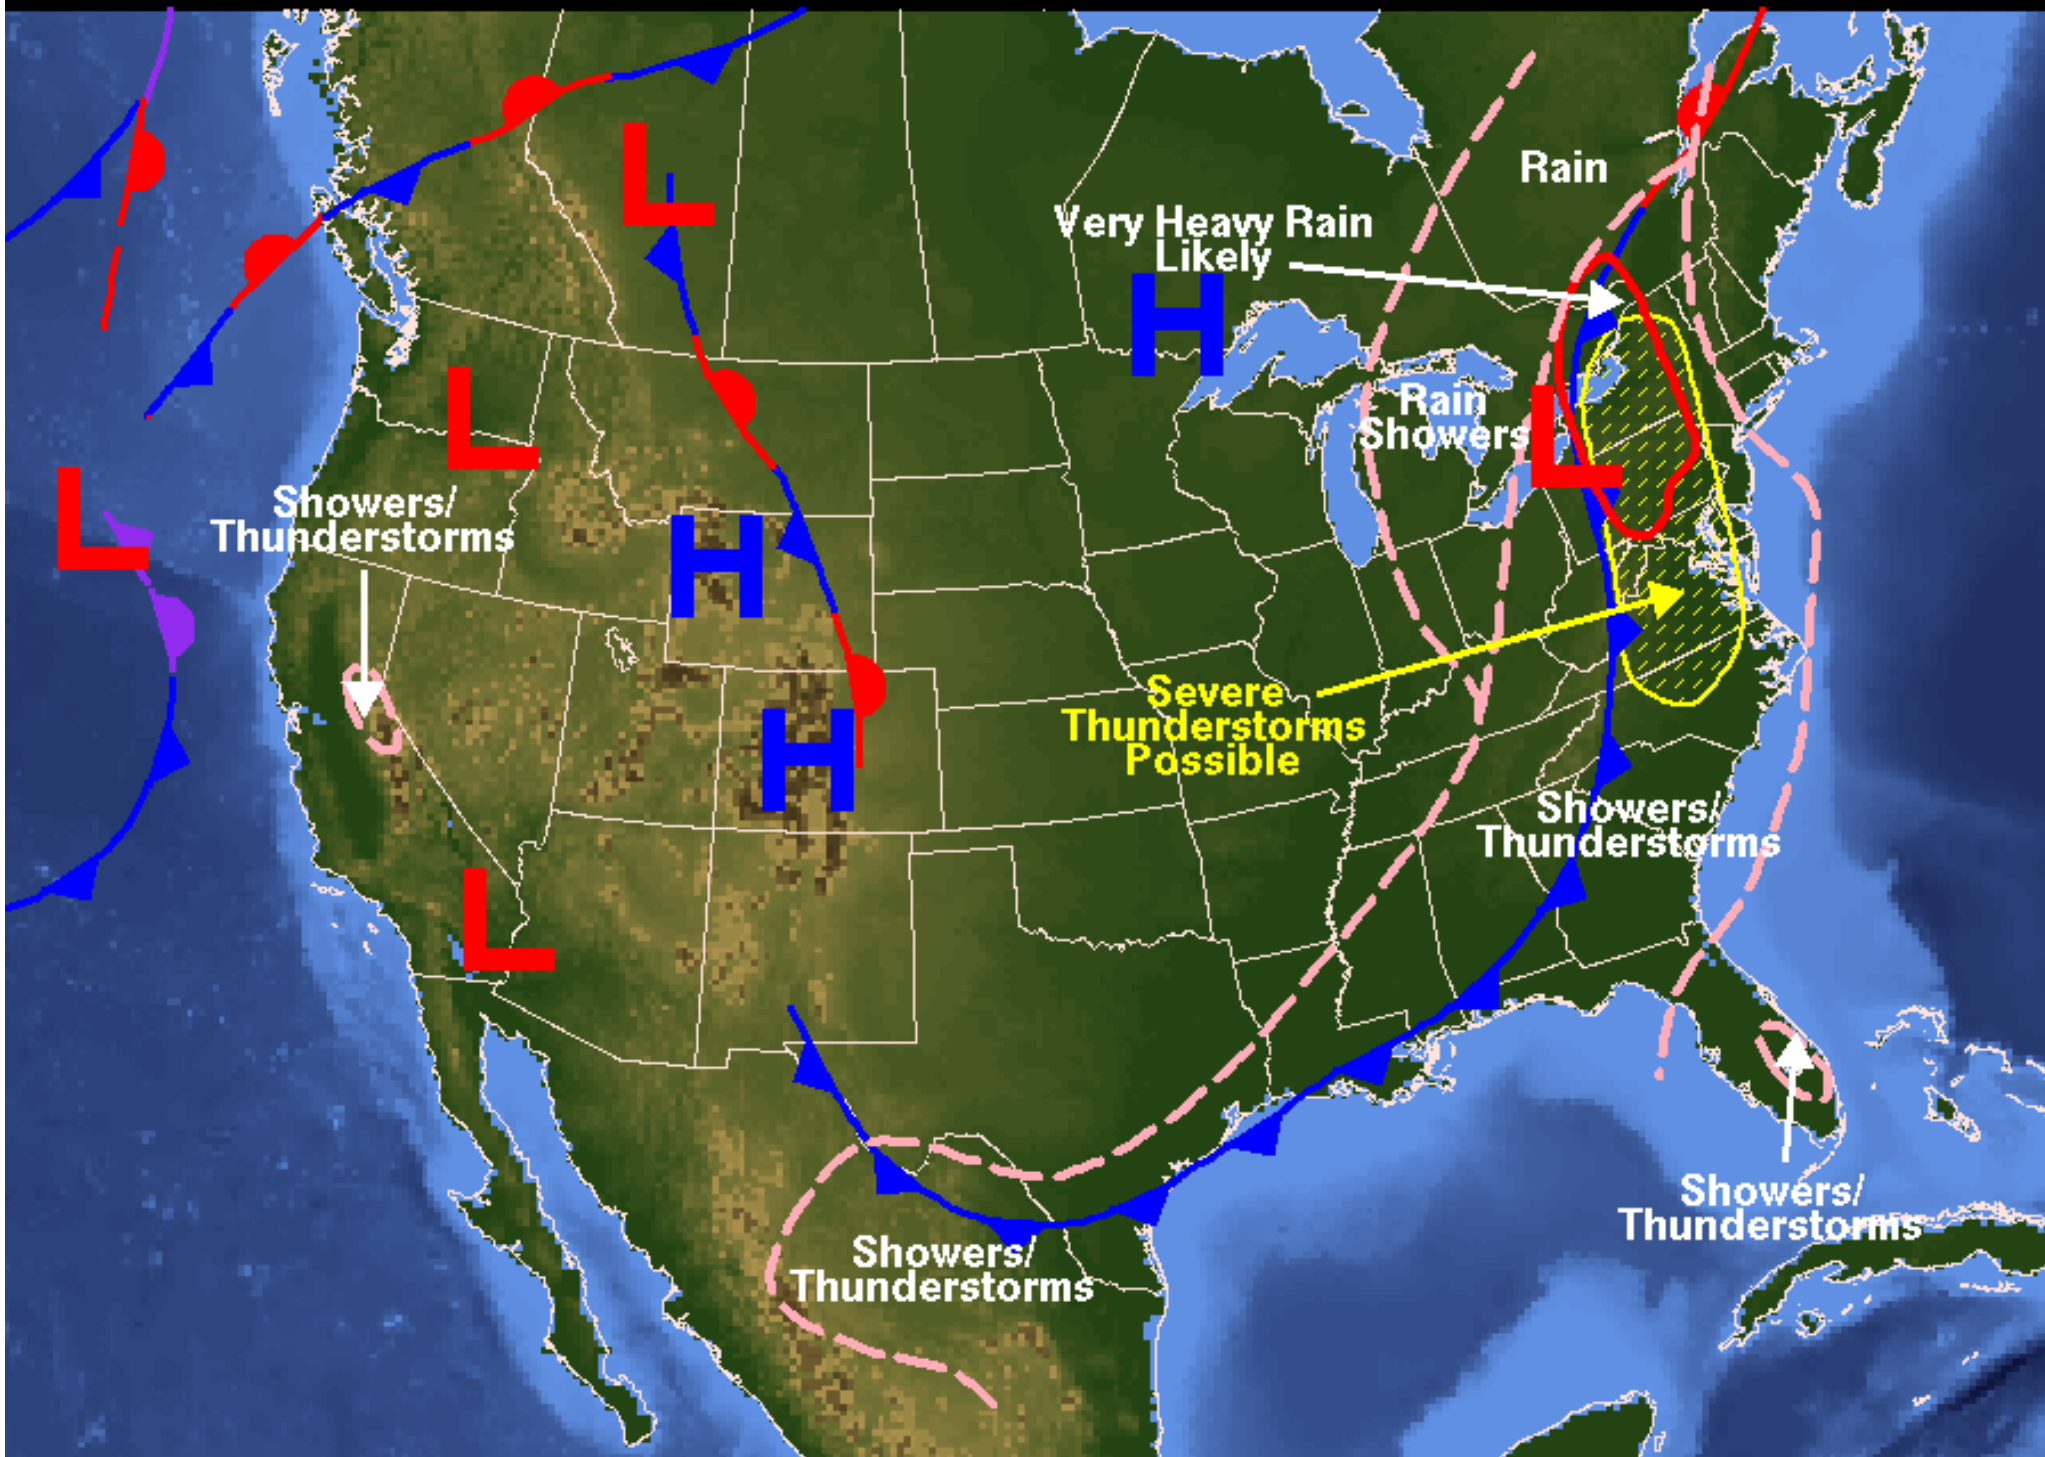 L
Rain
Very Heavy Rain
Likely
H
L
Rain
Showers
L
L
Showers/
Thunderstorms
H
Severe
Thunderstorms
Possible
H
Showers/
Thunderstorms
L
Showers/
Thunderstorms
Showers/
Thunderstorms